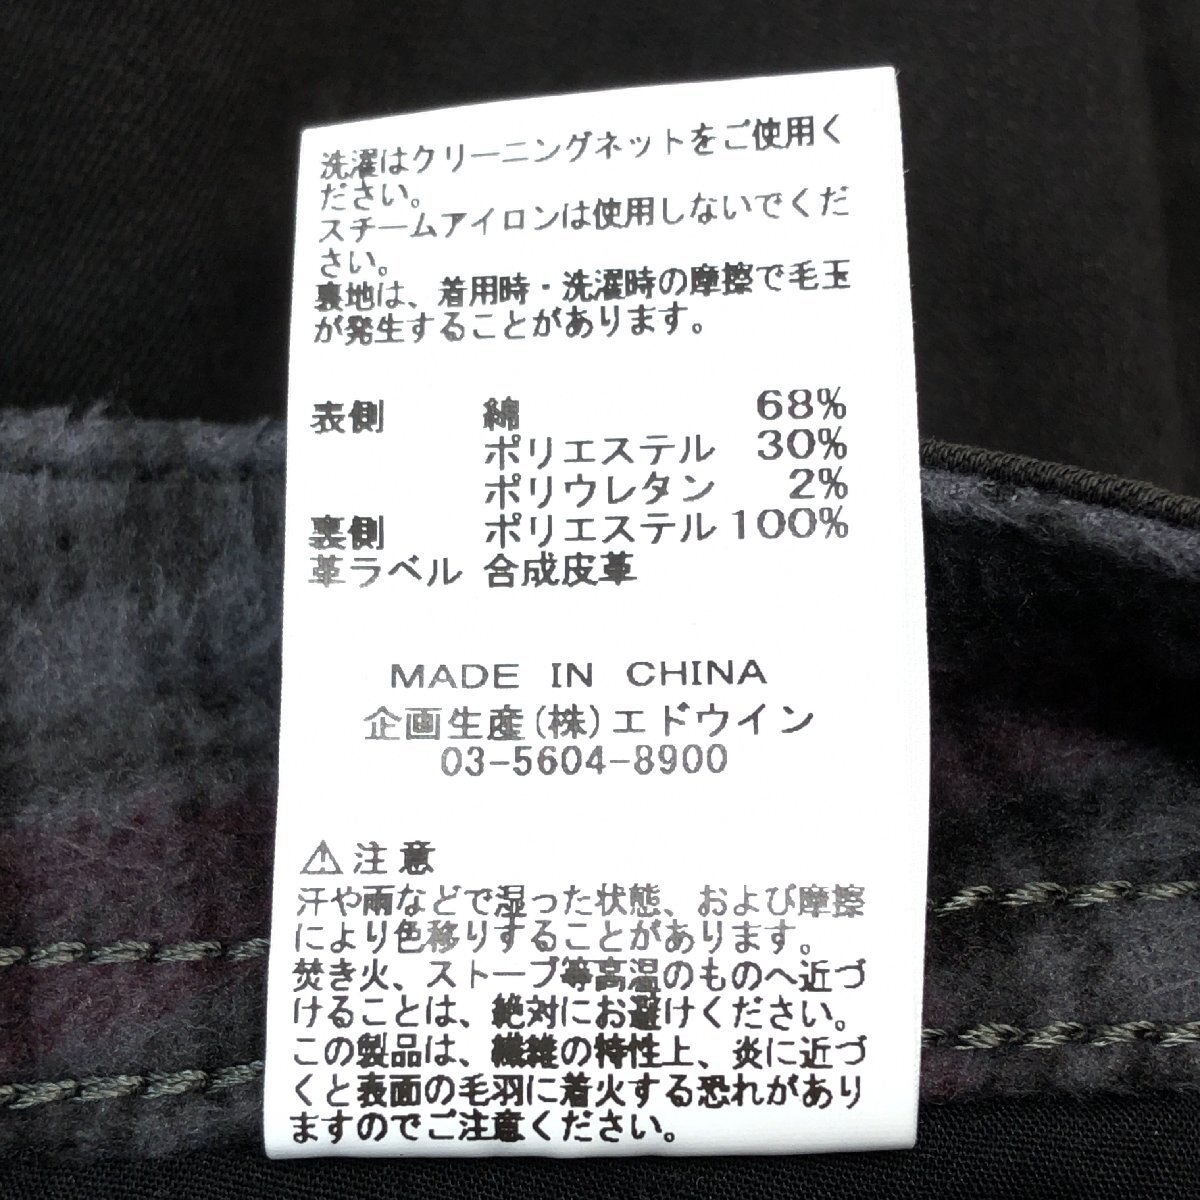 洗濯はクリーニングネットをご使用く
ださい。
スチームアイロンは使用しないでくだ
さい。
裏地は、着用時・洗濯時の摩擦で毛玉
が発生することがあります。
表側 綿 68%
ポリエステル 30%
ポリウレタン 2%
裏側 ポリエステル 100%
革ラベル 合成皮革
MADE IN CHINA
企画生産(株)エドウイン
03-5604-8900
⚠注意
汗や雨などで湿った状態、および摩擦
により色移りすることがあります。
焚き火、ストーブ等高温のものへ近づ
けることは、絶対にお避けください。
この製品は、繊維の特性上、炎に近づ
くと表面の毛羽に着火する恐れがあり
ますのでご注意ください。